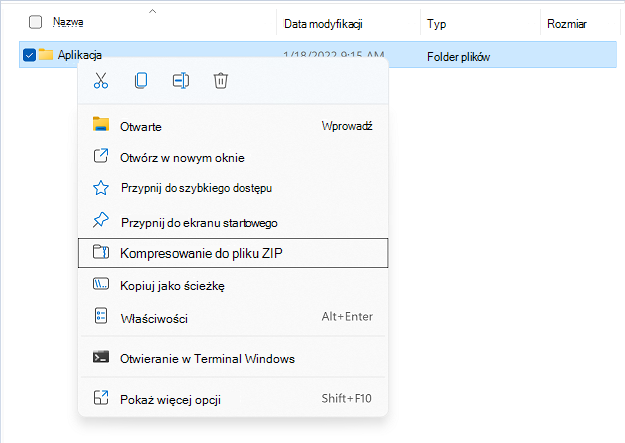 Nazwa Data modyfikacji Typ Rozmiar
Aplikacja 1/18/2022 9:15 AM Folder plików
Otwarte Wprowadź
Otwórz w nowym oknie
Przypnij do szybkiego dostępu
Przypnij do ekranu startowego
Kompresowanie do pliku ZIP
Kopiuj jako ścieżkę
Właściwości Alt+Enter
Otwieranie w Terminal Windows
Pokaż więcej opcji Shift+F10